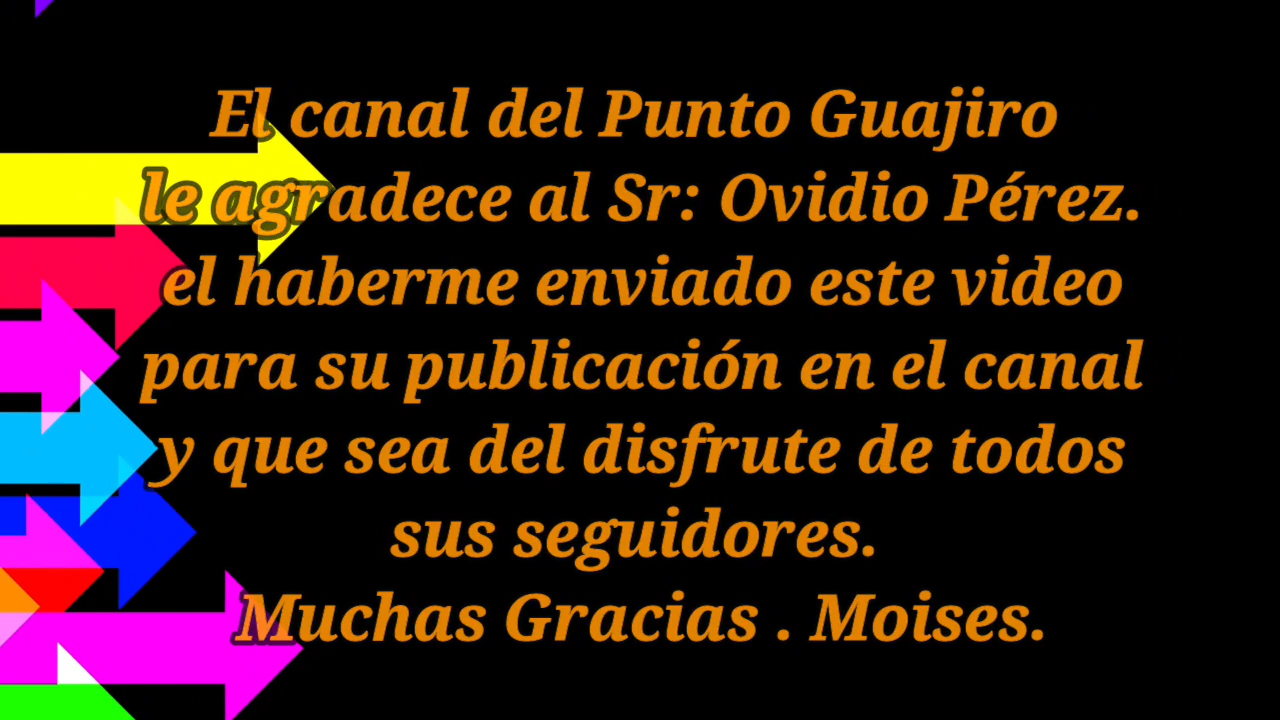 El canal del Punto Guajiro
le agradece al Sr: Ovidio Pérez.
el haberme enviado este video
para su publicación en el canal
y que sea del disfrute de todos
sus seguidores.
Muchas Gracias . Moises.